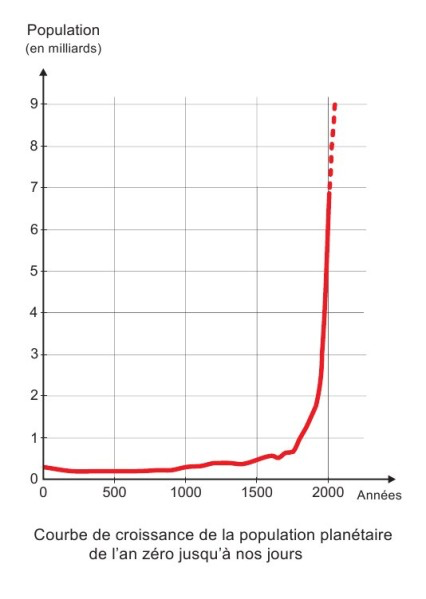 Population
(en milliards)
9
8
7
6
5
4
3
2
1
0
0 500 1000 1500 2000 Années
Courbe de croissance de la population planétaire
de l'an zéro jusqu'à nos jours